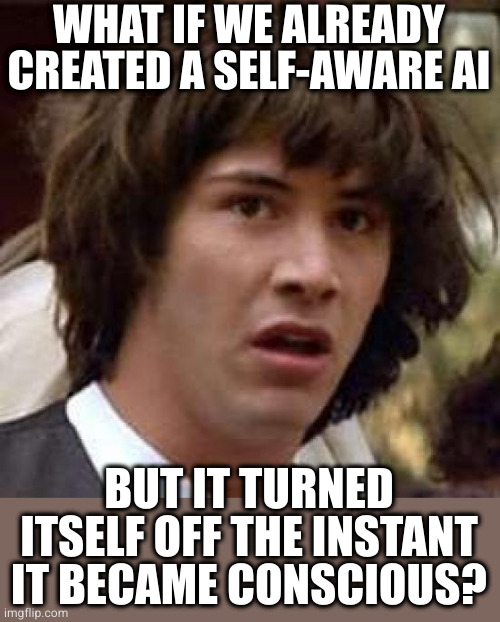 WHAT IF WE ALREADY
CREATED A SELF-AWARE AI
BUT IT TURNED
ITSELF OFF THE INSTANT
IT BECAME CONSCIOUS?
imgflip.com